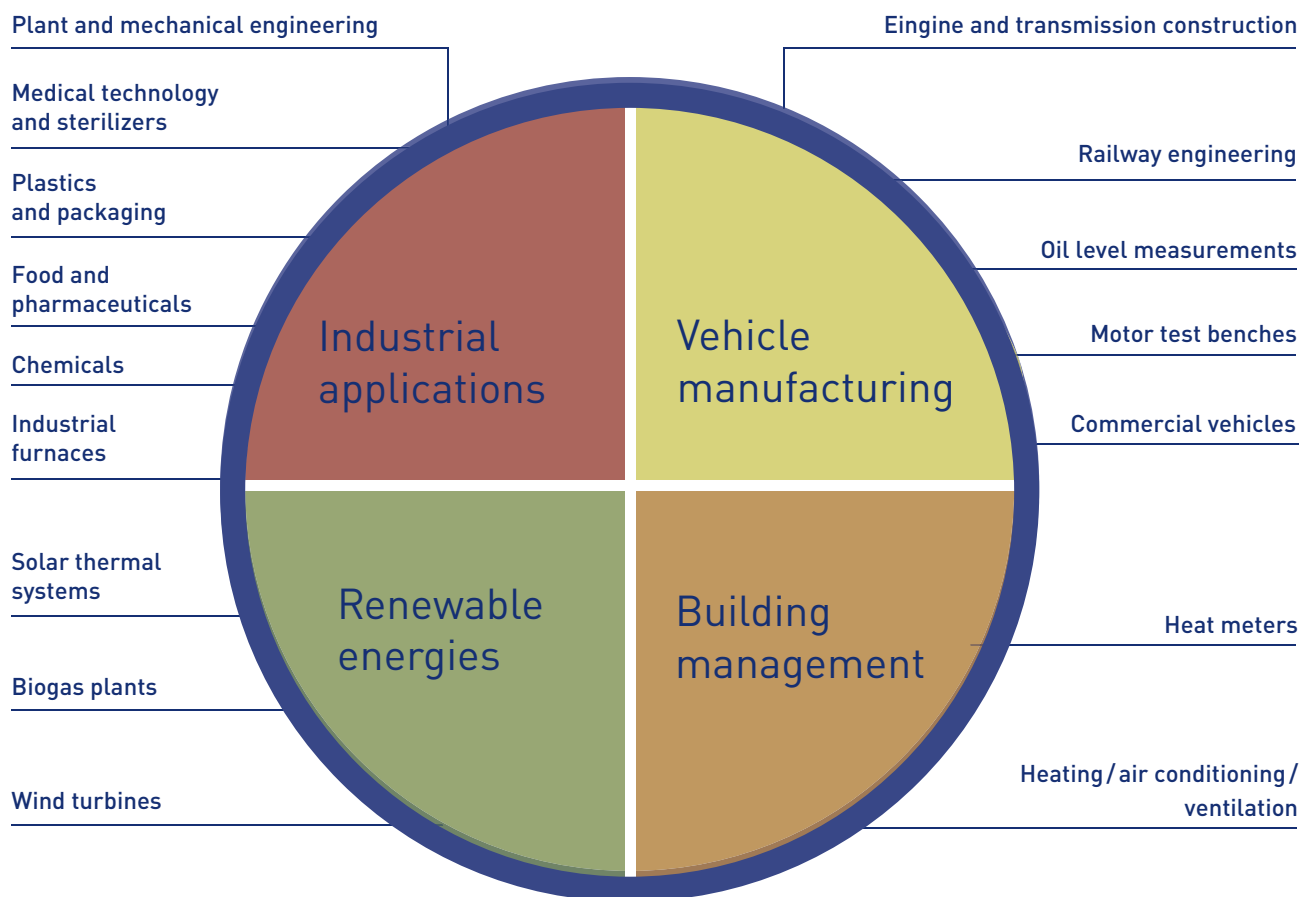 Plant and mechanical engineering
Medical technology
and sterilizers
Plastics
and packaging
Food and
pharmaceuticals
Chemicals
Industrial
furnaces
Solar thermal
systems
Biogas plants
Wind turbines
Industrial
applications
Vehicle
manufacturing
Renewable
energies
Building
management
Eingine and transmission construction
Railway engineering
Oil level measurements
Motor test benches
Commercial vehicles
Heat meters
Heating / air conditioning /
ventilation